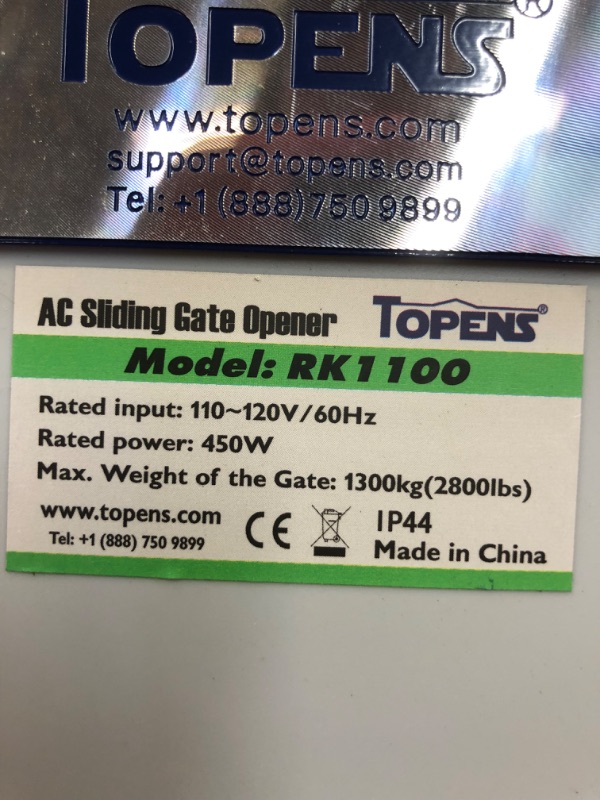 TOPENS®
www.topens.com
support@topens.com
Tel: +1 (888)750 9899
AC Sliding Gate Opener TOPENS®
Model: RK1100
Rated input: 110~120V/60Hz
Rated power: 450W
Max. Weight of the Gate: 1300kg(2800lbs)
www.topens.com CE IP44
Tel: +1 (888) 750 9899 Made in China